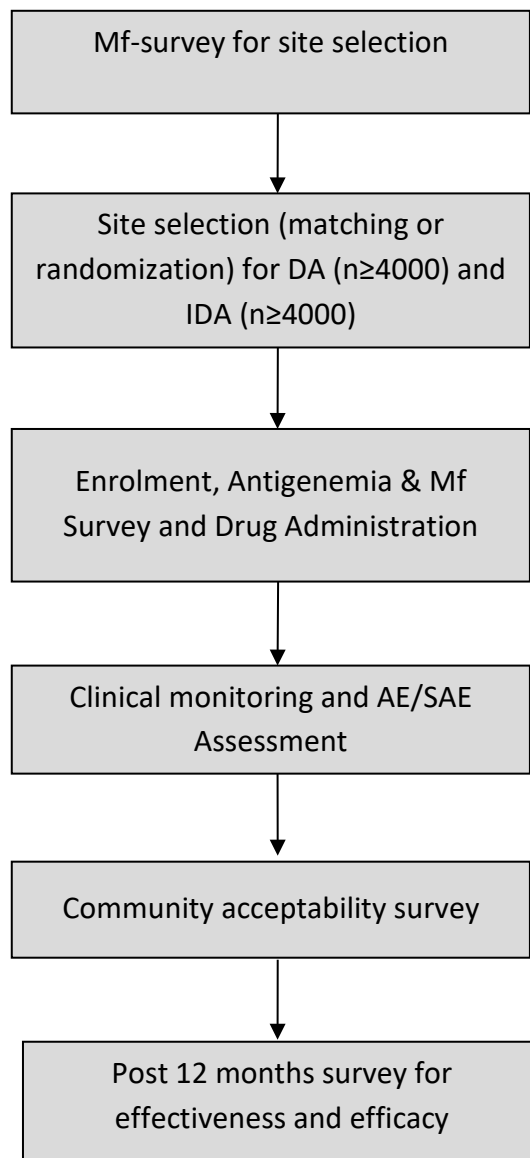 Mf-survey for site selection
Site selection (matching or
randomization) for DA (n≥4000) and
IDA (n≥4000)
Enrolment, Antigenemia & Mf
Survey and Drug Administration
Clinical monitoring and AE/SAE
Assessment
Community acceptability survey
Post 12 months survey for
effectiveness and efficacy